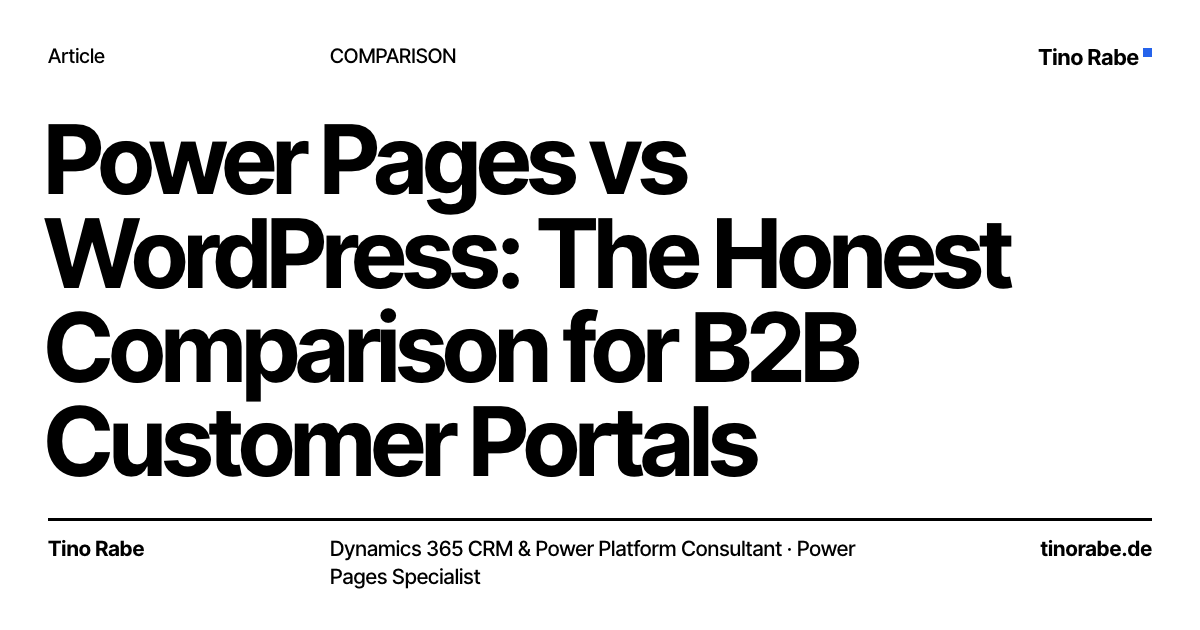 Article
COMPARISON
Tino Rabe
Power Pages vs
WordPress: The Honest
Comparison for B2B
Customer Portals
Tino Rabe
Dynamics 365 CRM & Power Platform Consultant · Power
Pages Specialist
tinorabe.de